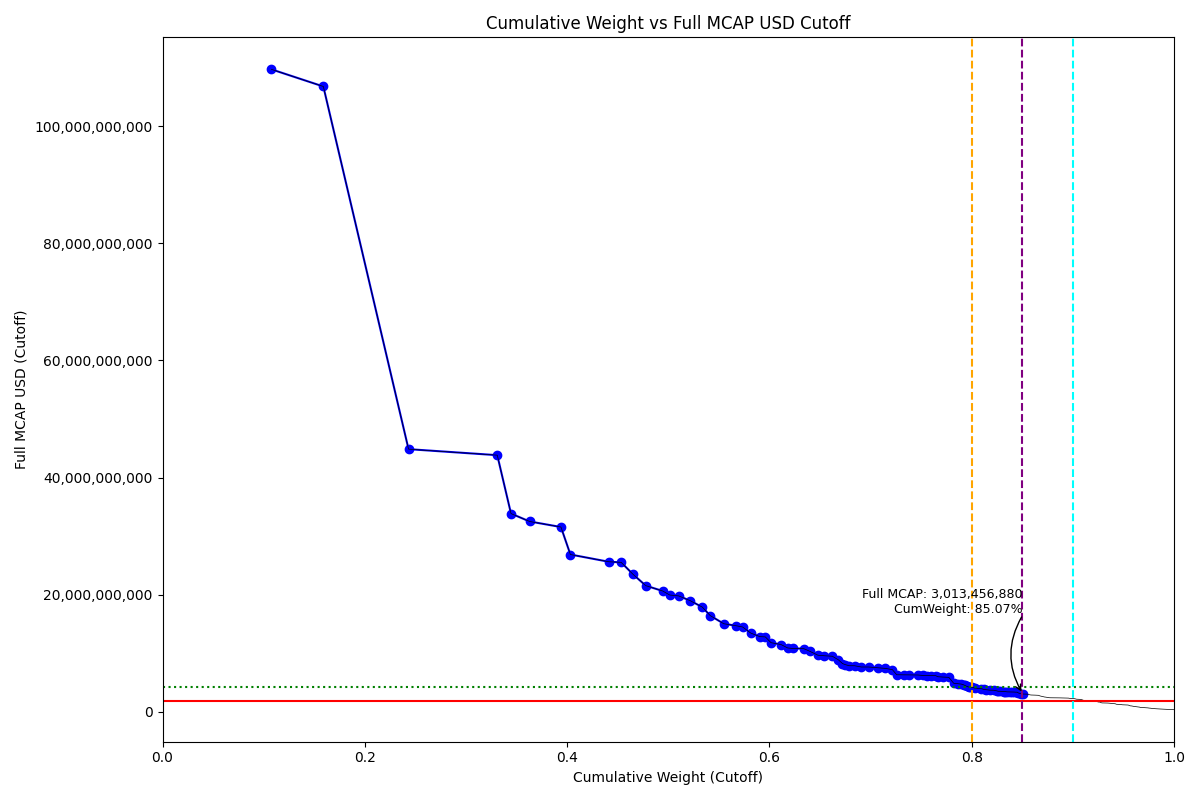 Cumulative Weight vs Full MCAP USD Cutoff
Full MCAP USD (Cutoff)
100,000,000,000
80,000,000,000
60,000,000,000
40,000,000,000
20,000,000,000
0
Full MCAP: 3,013,456,880
CumWeight: 85.07%
0.0 0.2 0.4 0.6 0.8 1.0
Cumulative Weight (Cutoff)